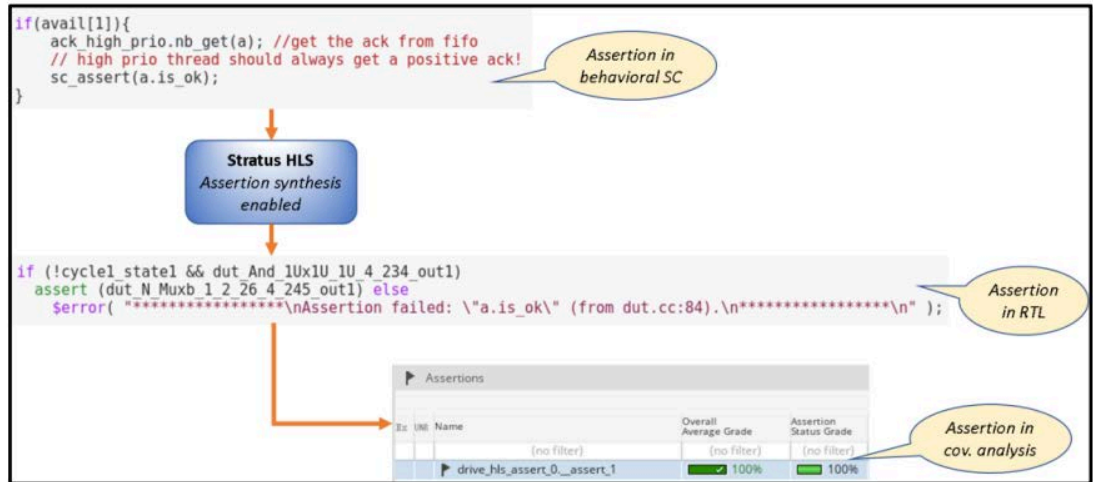 if(avail[1]){
    ack_high_prio.nb_get(a); //get the ack from fifo
    // high prio thread should always get a positive ack!
    sc_assert(a.is_ok);
}
Assertion in
behavioral SC
Stratus HLS
Assertion synthesis
enabled
if (!cycle1_state1 && dut_And_1Ux1U_1U_4_234_out1)
  assert (dut_N_Muxb_1_2_26_4_245_out1) else
    $error( "*****************\nAssertion failed: \"a.is_ok\" (from dut.cc:84).\n*****************\n" );
Assertion
in RTL
Assertions
Ex UNR Name Overall Average Grade Assertion Status Grade
(no filter) (no filter) (no filter)
drive_hls_assert_0.__assert_1 100% 100%
Assertion in
cov. analysis